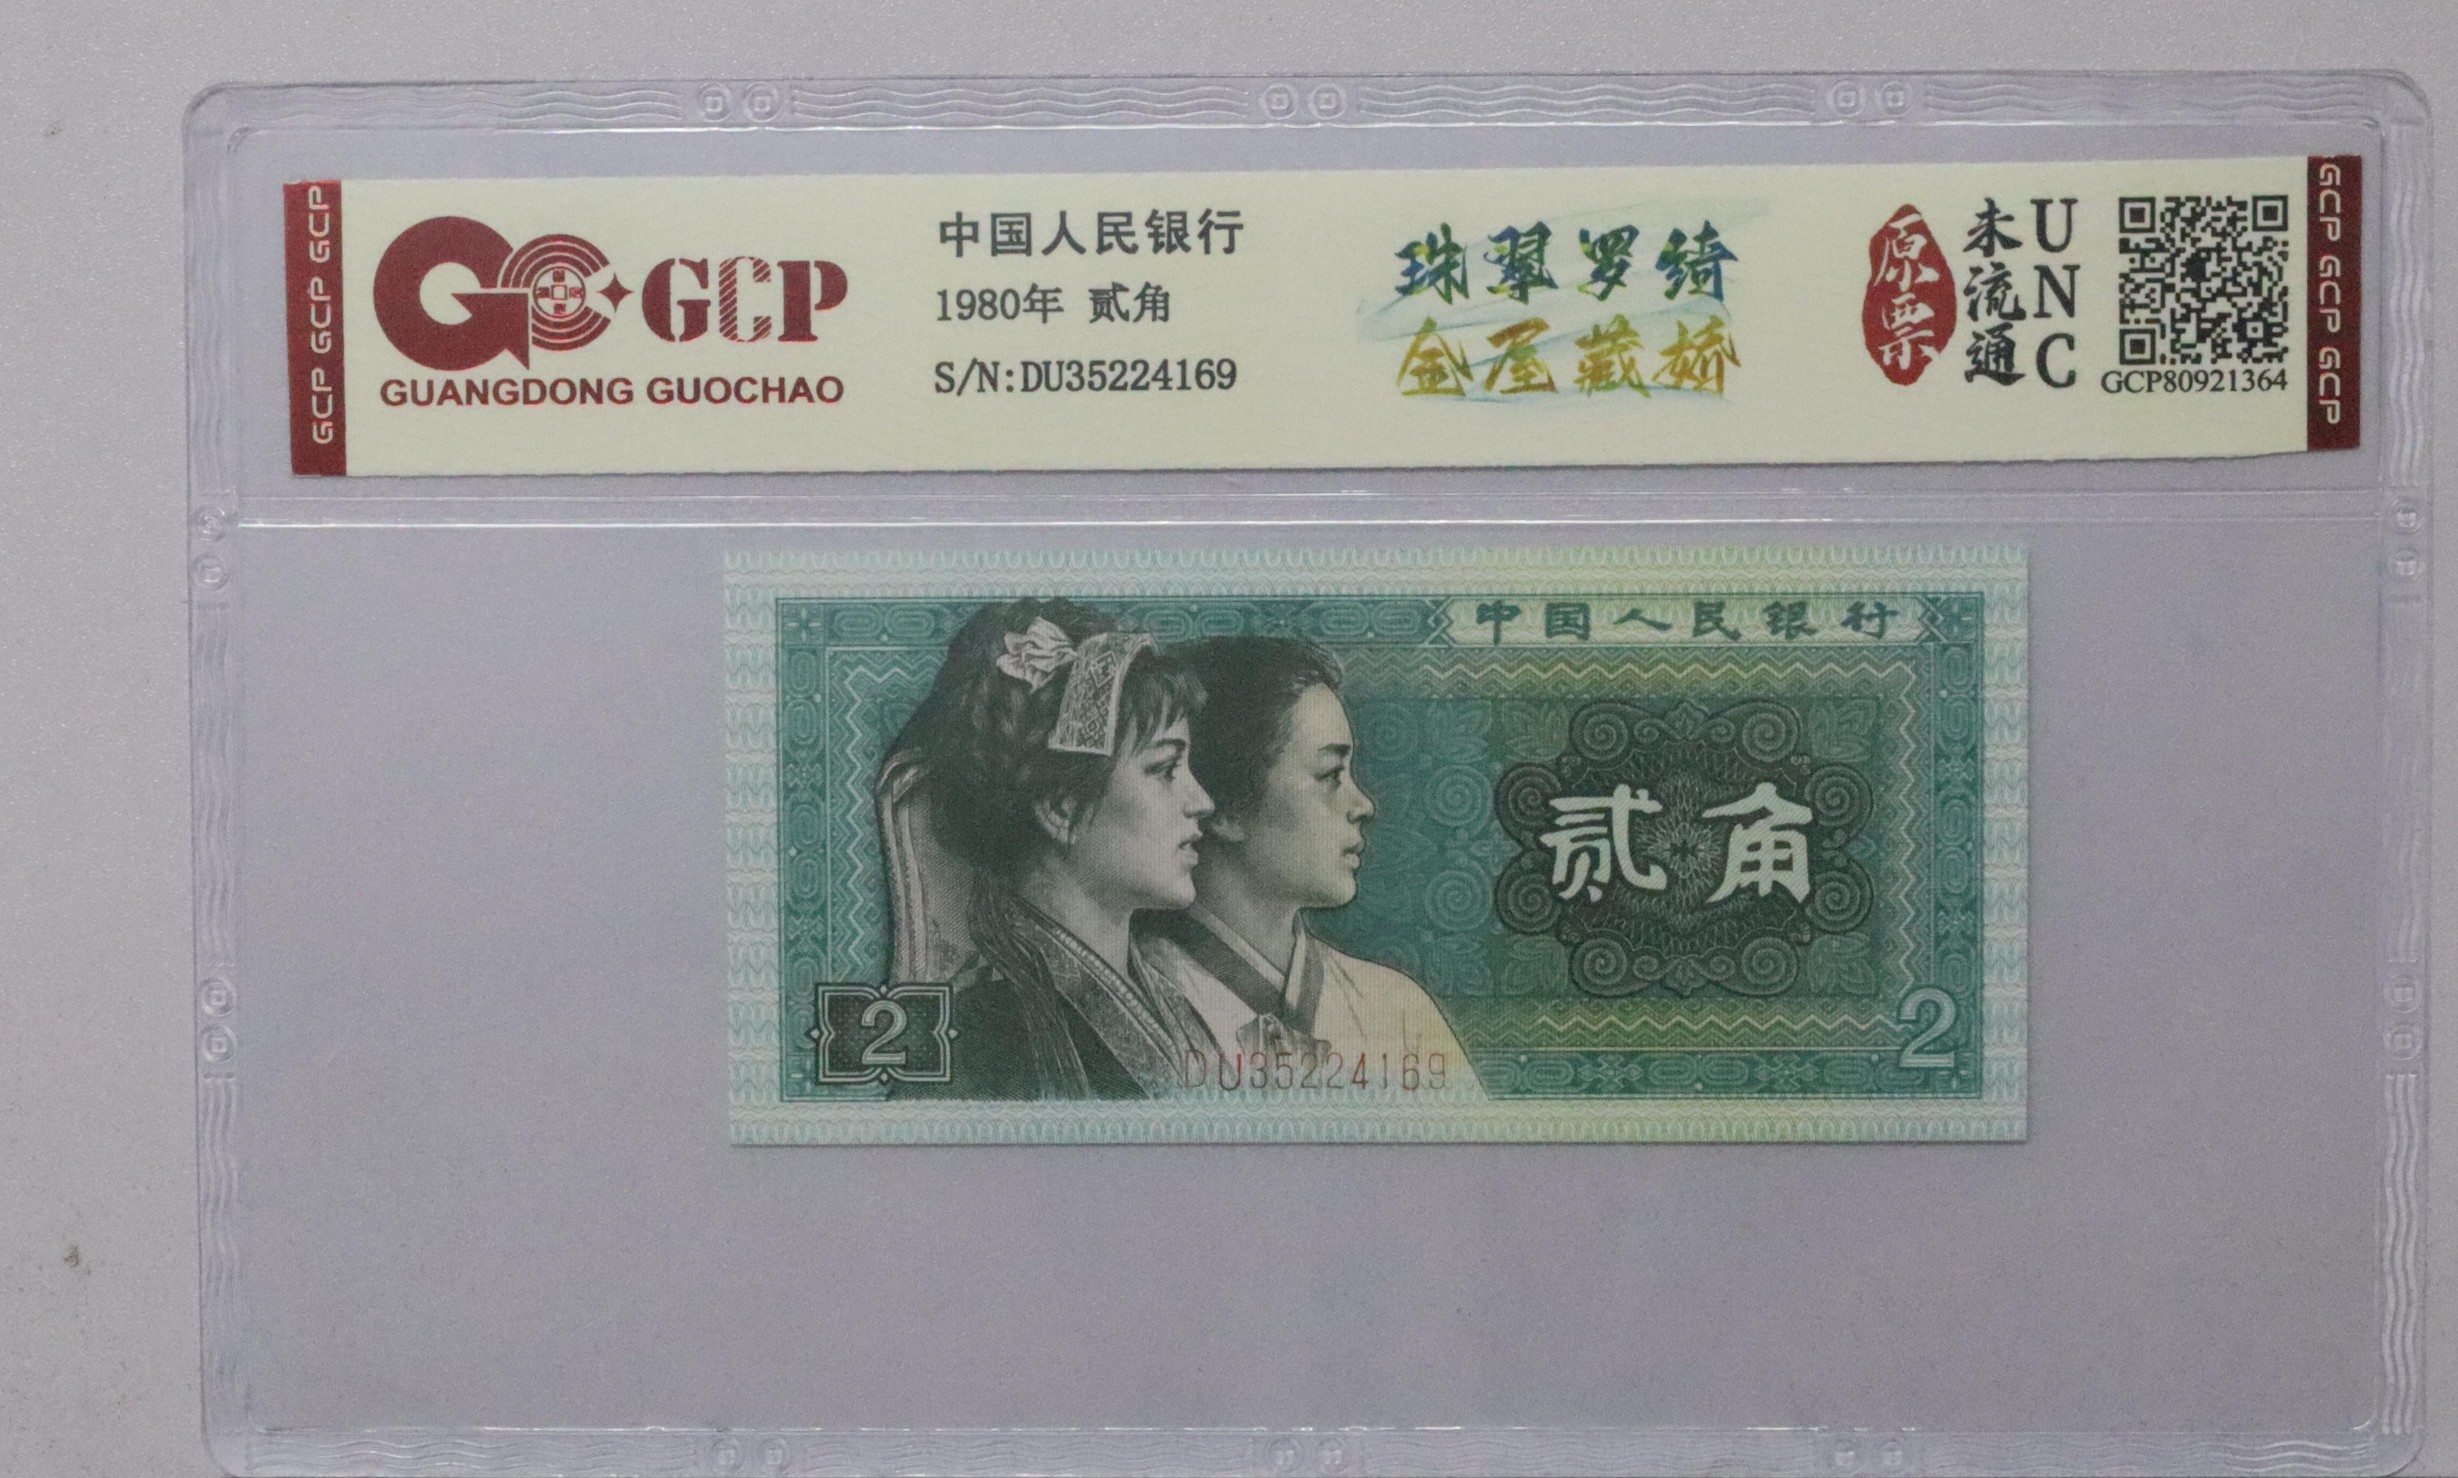 GCP GCP GCP
GCP
GUANGDONG GUOCHAO
中国人民银行
1980年 贰角
S/N:DU35224169
珠翠罗绮
金屋藏娇
原票
未流通
UNC
GCP80921364
GCP GCP GCP
中国人民银行
贰角
2
2
DU35224169